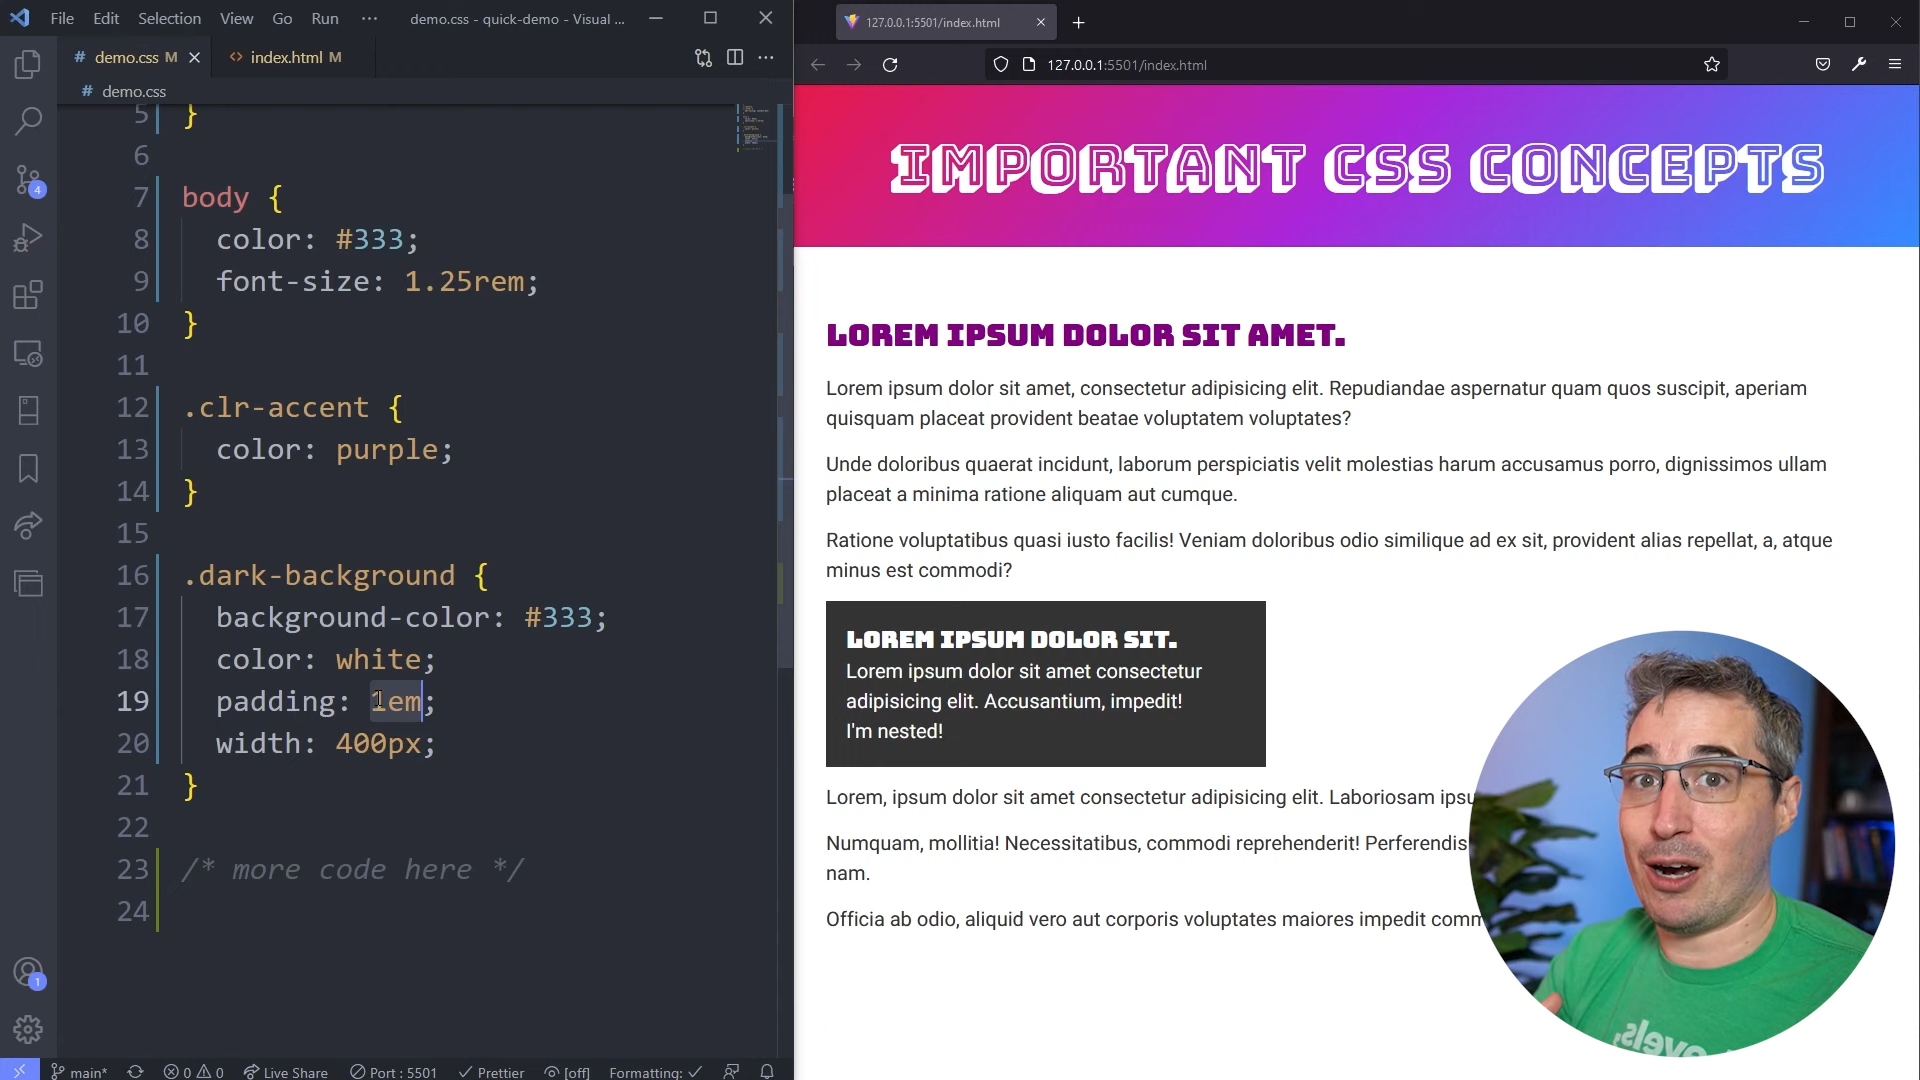 File Edit Selection View Go Run ··· demo.css - quick-demo - Visual ...
# demo.css M
<> index.html M
# demo.css
5 }
6
7 body {
8 color: #333;
9 font-size: 1.25rem;
10 }
11
12 .clr-accent {
13 color: purple;
14 }
15
16 .dark-background {
17 background-color: #333;
18 color: white;
19 padding: 1em;
20 width: 400px;
21 }
22
23 /* more code here */
24
4
1
main* 0 0 Live Share Port : 5501 Prettier [off] Formatting:
127.0.0.1:5501/index.html
127.0.0.1:5501/index.html
IMPORTANT CSS CONCEPTS
LOREM IPSUM DOLOR SIT AMET.
Lorem ipsum dolor sit amet, consectetur adipisicing elit. Repudiandae aspernatur quam quos suscipit, aperiam
quisquam placeat provident beatae voluptatem voluptates?
Unde doloribus quaerat incidunt, laborum perspiciatis velit molestias harum accusamus porro, dignissimos ullam
placeat a minima ratione aliquam aut cumque.
Ratione voluptatibus quasi iusto facilis! Veniam doloribus odio similique ad ex sit, provident alias repellat, a, atque
minus est commodi?
LOREM IPSUM DOLOR SIT.
Lorem ipsum dolor sit amet consectetur
adipisicing elit. Accusantium, impedit!
I'm nested!
Lorem, ipsum dolor sit amet consectetur adipisicing elit. Laboriosam ipsu
Numquam, mollitia! Necessitatibus, commodi reprehenderit! Perferendis
nam.
Officia ab odio, aliquid vero aut corporis voluptates maiores impedit comm